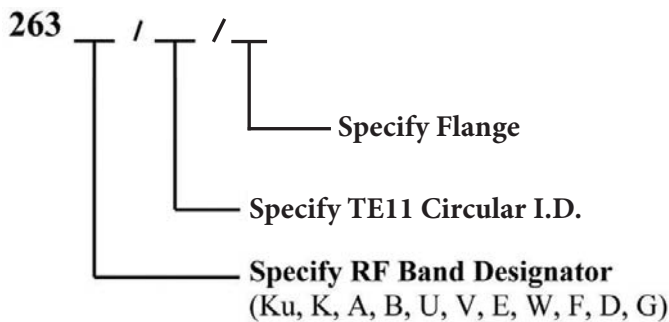 263 __ / __ / __
Specify Flange
Specify TE11 Circular I.D.
Specify RF Band Designator
(Ku, K, A, B, U, V, E, W, F, D, G)